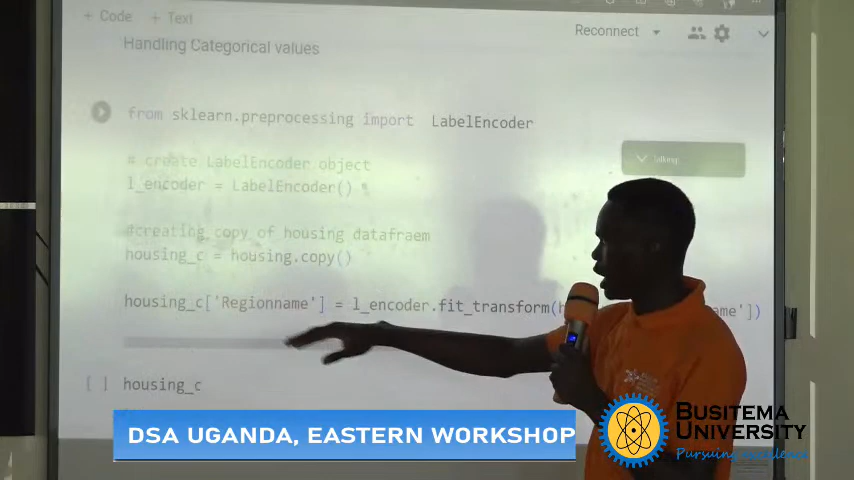 + Code + Text
Reconnect
Handling Categorical values
from sklearn.preprocessing import LabelEncoder
Talking:
# create LabelEncoder object
l_encoder = LabelEncoder()
#creating copy of housing datafraem
housing_c = housing.copy()
housing_c['Regionname'] = l_encoder.fit_transform( ame'])
[ ] housing_c
DSA UGANDA, EASTERN WORKSHOP
BUSITEMA
UNIVERSITY
Pursuing excellence